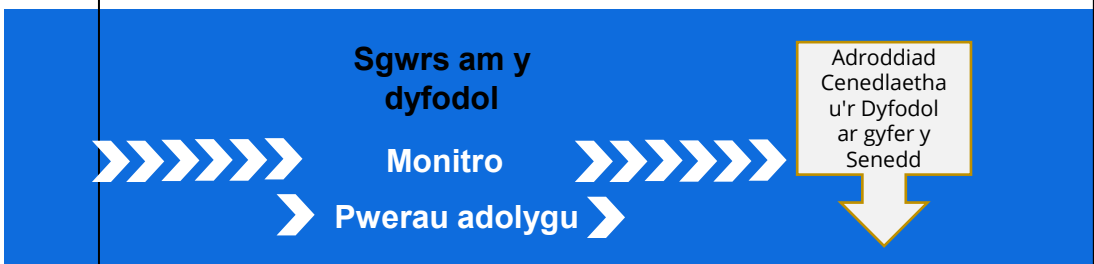 Sgwrs am y
dyfodol
Monitro
Pwerau adolygu
Adroddiad
Cenedlaetha
u'r Dyfodol
ar gyfer y
Senedd